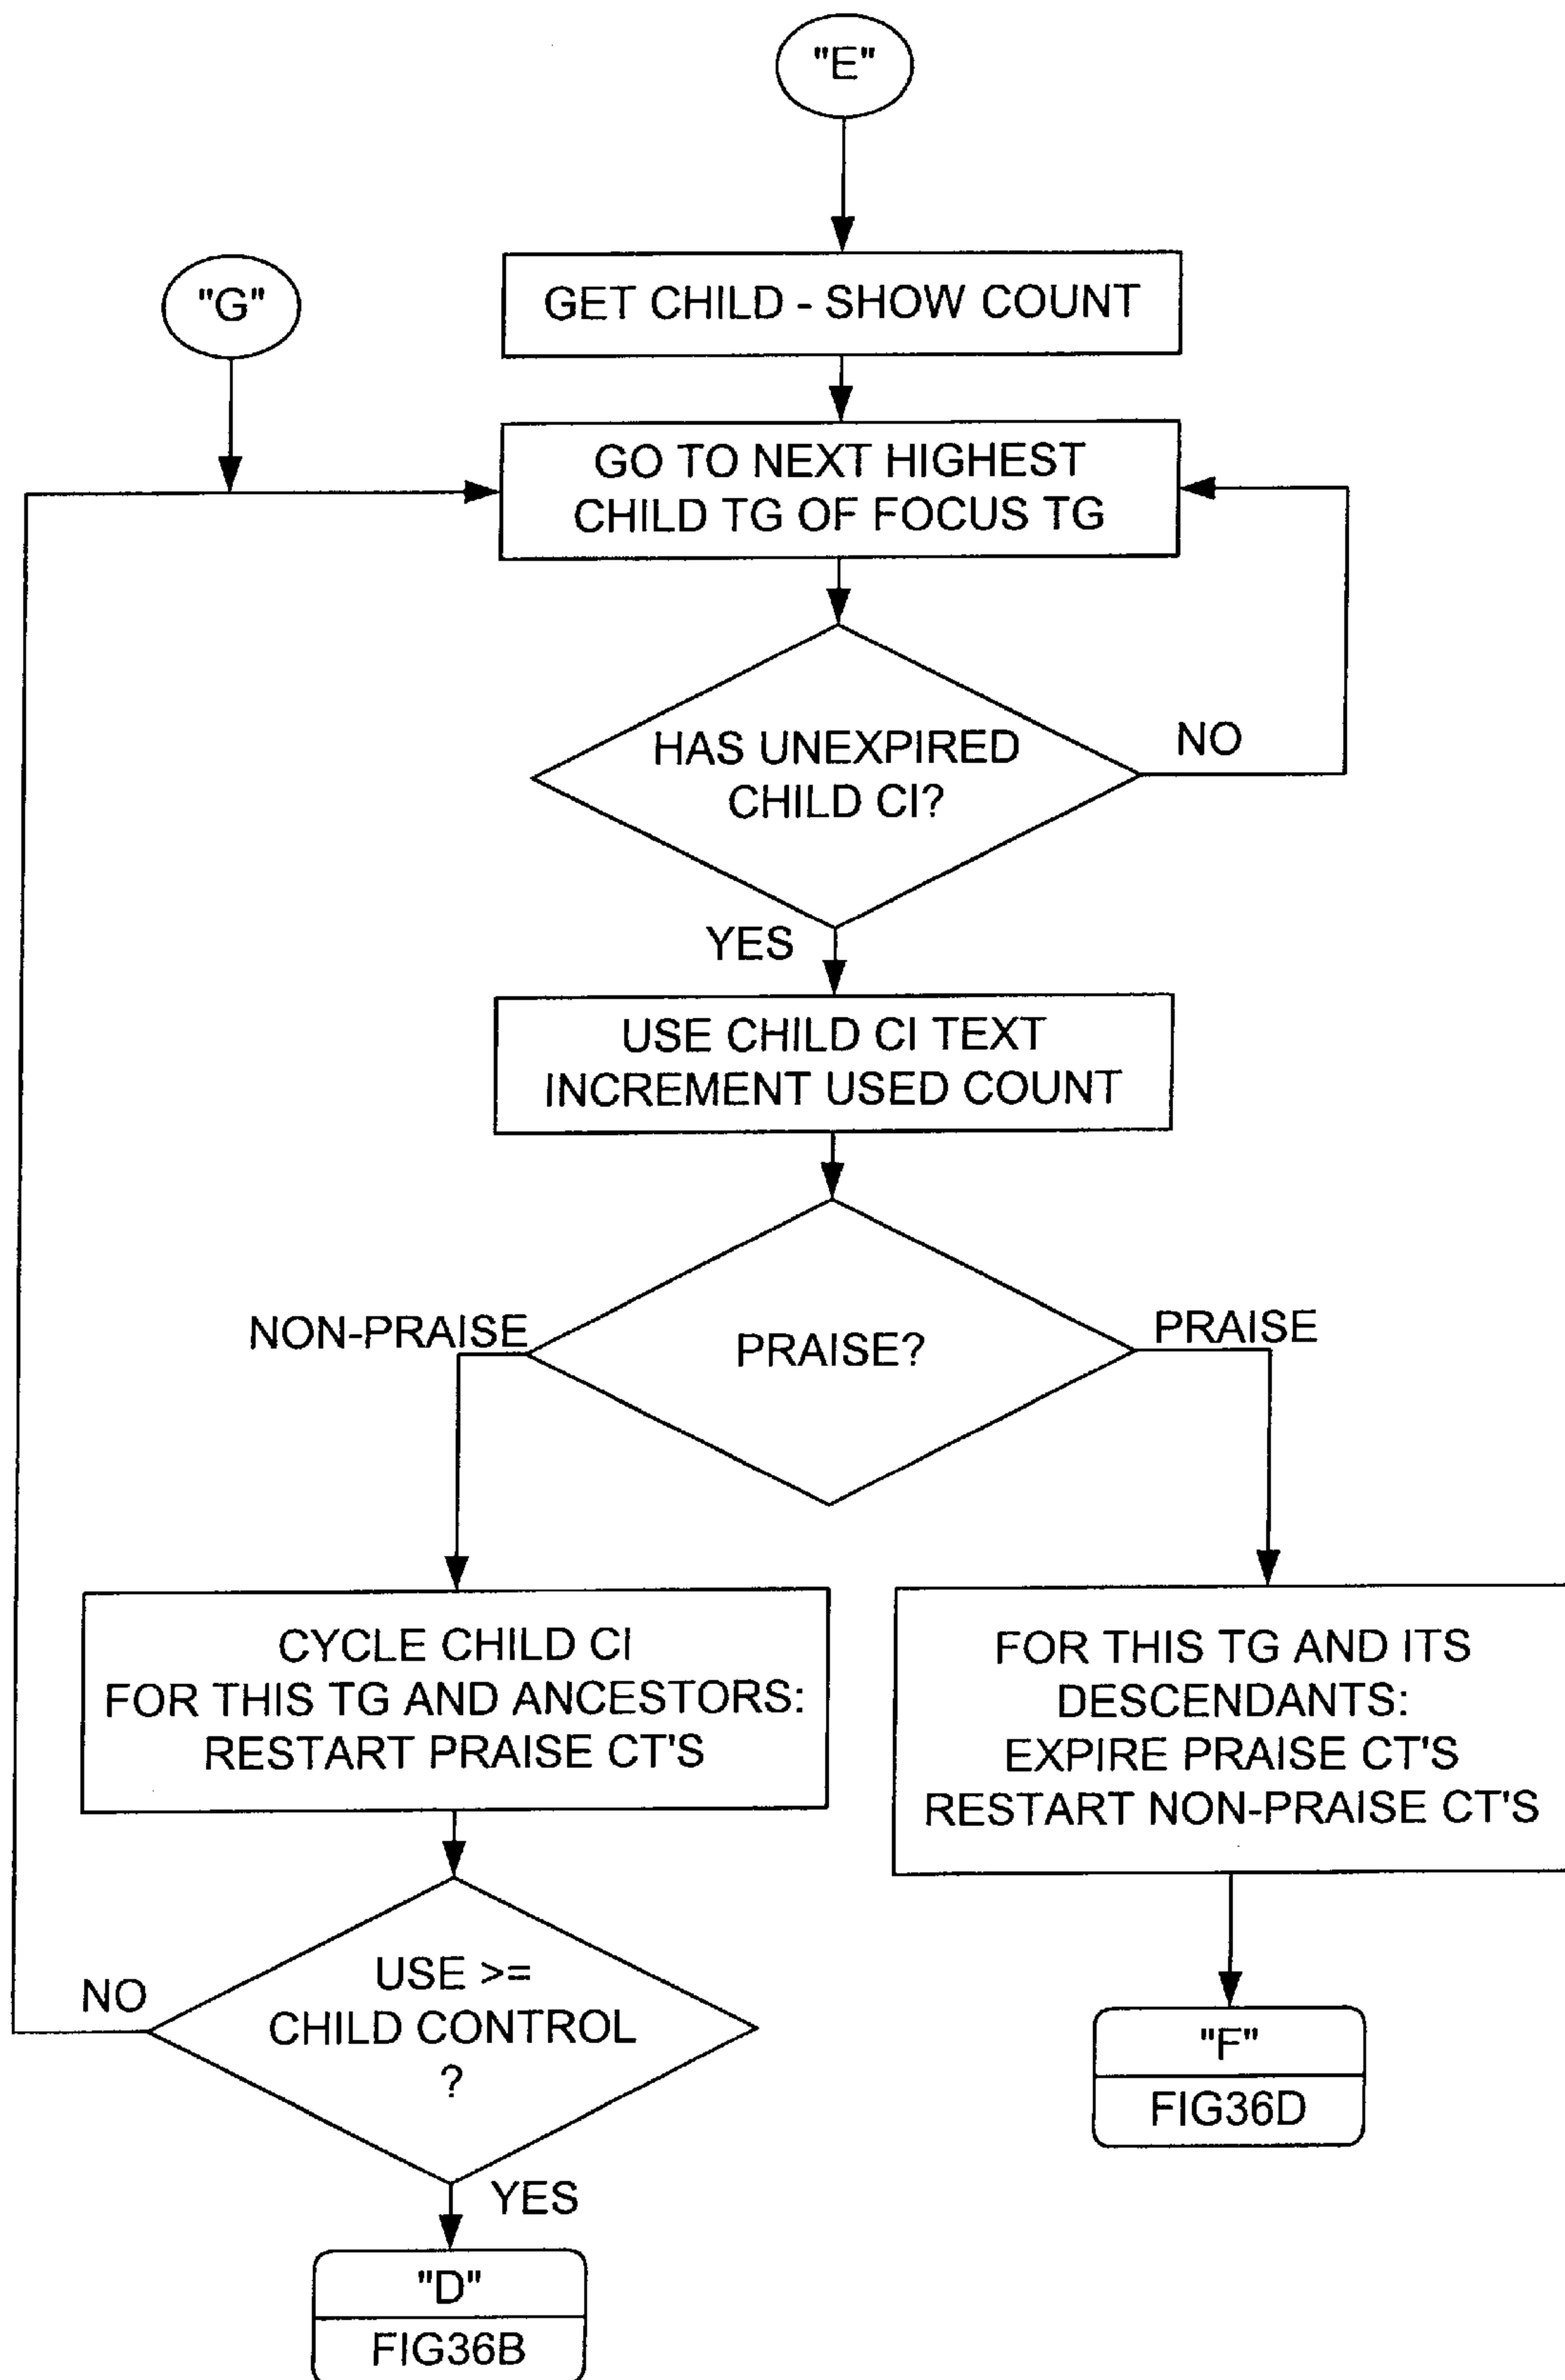 "E"
"G"
GET CHILD - SHOW COUNT
GO TO NEXT HIGHEST
CHILD TG OF FOCUS TG
HAS UNEXPIRED
CHILD CI?
NO
YES
USE CHILD CI TEXT
INCREMENT USED COUNT
NON-PRAISE
PRAISE?
PRAISE
CYCLE CHILD CI
FOR THIS TG AND ANCESTORS:
RESTART PRAISE CT'S
FOR THIS TG AND ITS
DESCENDANTS:
EXPIRE PRAISE CT'S
RESTART NON-PRAISE CT'S
NO
USE >=
CHILD CONTROL
?
YES
"F"
FIG36D
"D"
FIG36B